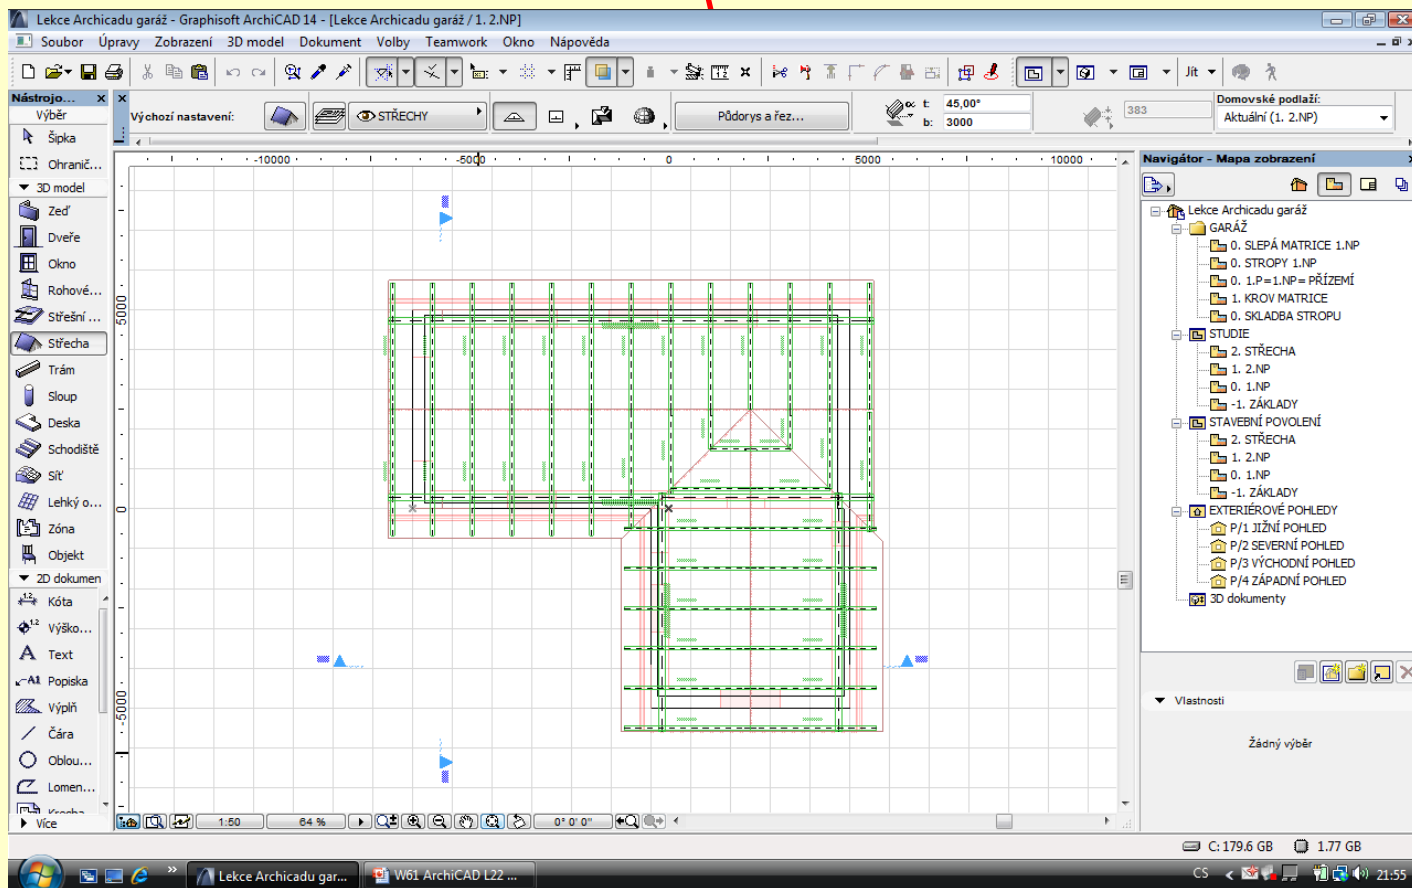 Lekce Archicadu garáž - Graphisoft ArchiCAD 14 - [Lekce Archicadu garáž / 1. 2.NP]
Soubor Úpravy Zobrazení 3D model Dokument Volby Teamwork Okno Nápověda
Jít
Nástrojo...
Výběr
Šipka
Ohranič...
3D model
Zeď
Dveře
Okno
Rohové...
Střešní ...
Střecha
Trám
Sloup
Deska
Schodiště
Síť
Lehký o...
Zóna
Objekt
2D dokumen
Kóta
Výško...
Text
A1 Popiska
Výplň
Čára
Oblou...
Lomen...
Více
Výchozí nastavení:
STŘECHY
Půdorys a řez...
t: 45,00°
b: 3000
383
Domovské podlaží:
Aktuální (1. 2.NP)
-10000 -5000 0 5000 10000
5000
0
-5000
1:50
64 %
0° 0' 0"
Navigátor - Mapa zobrazení
Lekce Archicadu garáž
GARÁŽ
0. SLEPÁ MATRICE 1.NP
0. STROPY 1.NP
0. 1.P=1.NP= PŘÍZEMÍ
1. KROV MATRICE
0. SKLADBA STROPU
STUDIE
2. STŘECHA
1. 2.NP
0. 1.NP
-1. ZÁKLADY
STAVEBNÍ POVOLENÍ
2. STŘECHA
1. 2.NP
0. 1.NP
-1. ZÁKLADY
EXTERIÉROVÉ POHLEDY
P/1 JIŽNÍ POHLED
P/2 SEVERNÍ POHLED
P/3 VÝCHODNÍ POHLED
P/4 ZÁPADNÍ POHLED
3D dokumenty
Vlastnosti
Žádný výběr
C: 179.6 GB 1.77 GB
Lekce Archicadu gar...
W61 ArchiCAD L22 ...
CS
21:55